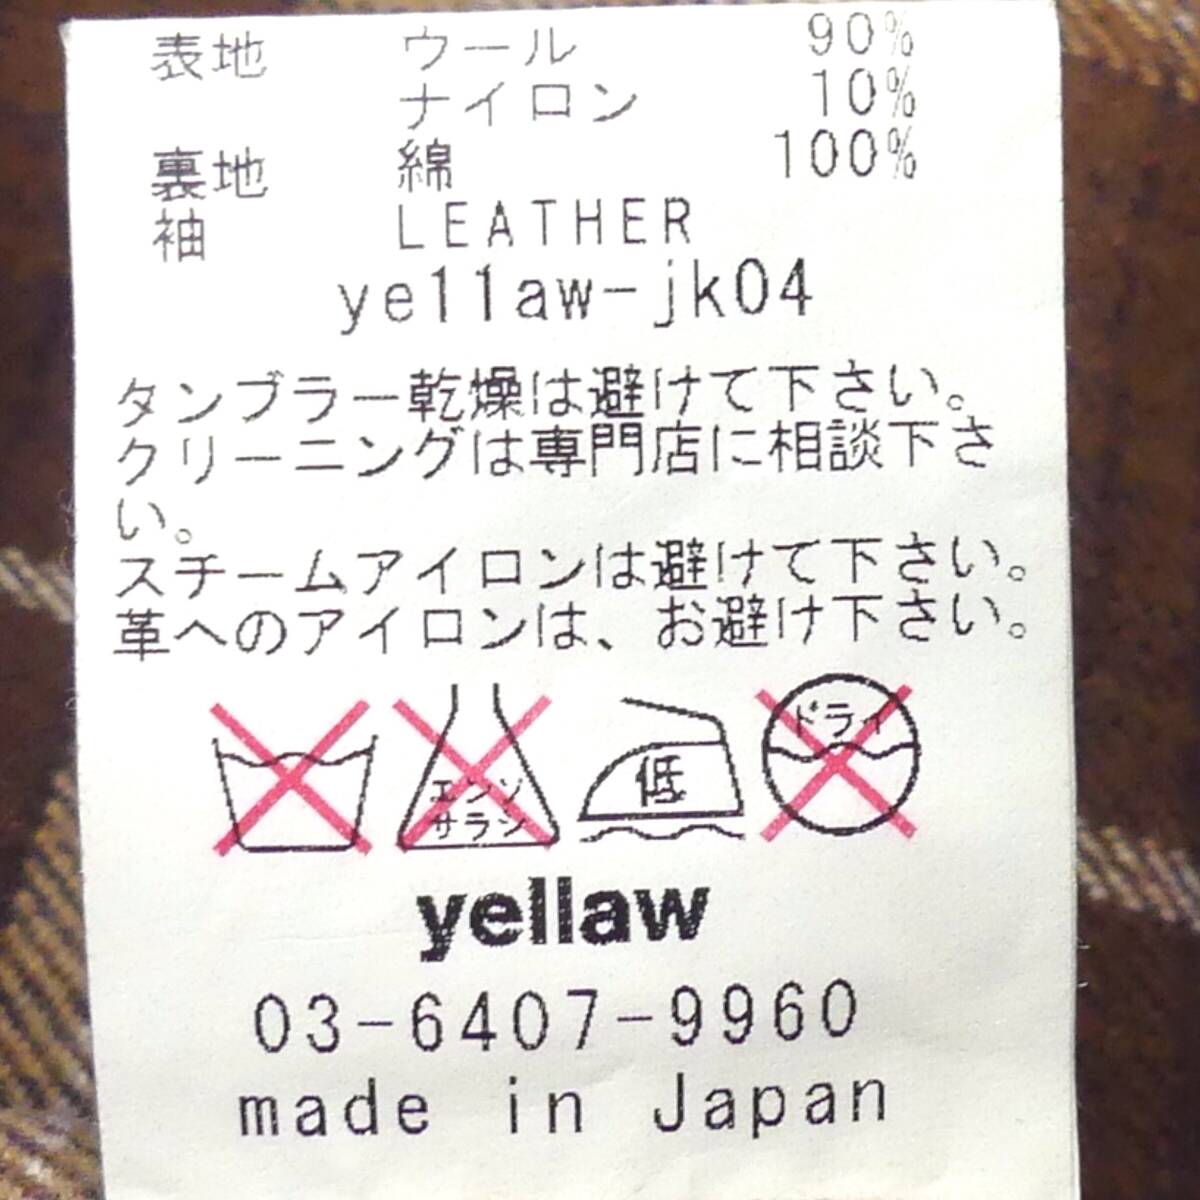 表地 ウール 90%
ナイロン 10%
裏地 綿 100%
袖 LEATHER
yellaw-jk04
タンブラー乾燥は避けて下さい。
クリーニングは専門店に相談下さ
い。
スチームアイロンは避けて下さい。
革へのアイロンは、お避け下さい。
エンソ
サラシ
低
ドライ
yellaw
03-6407-9960
made in Japan